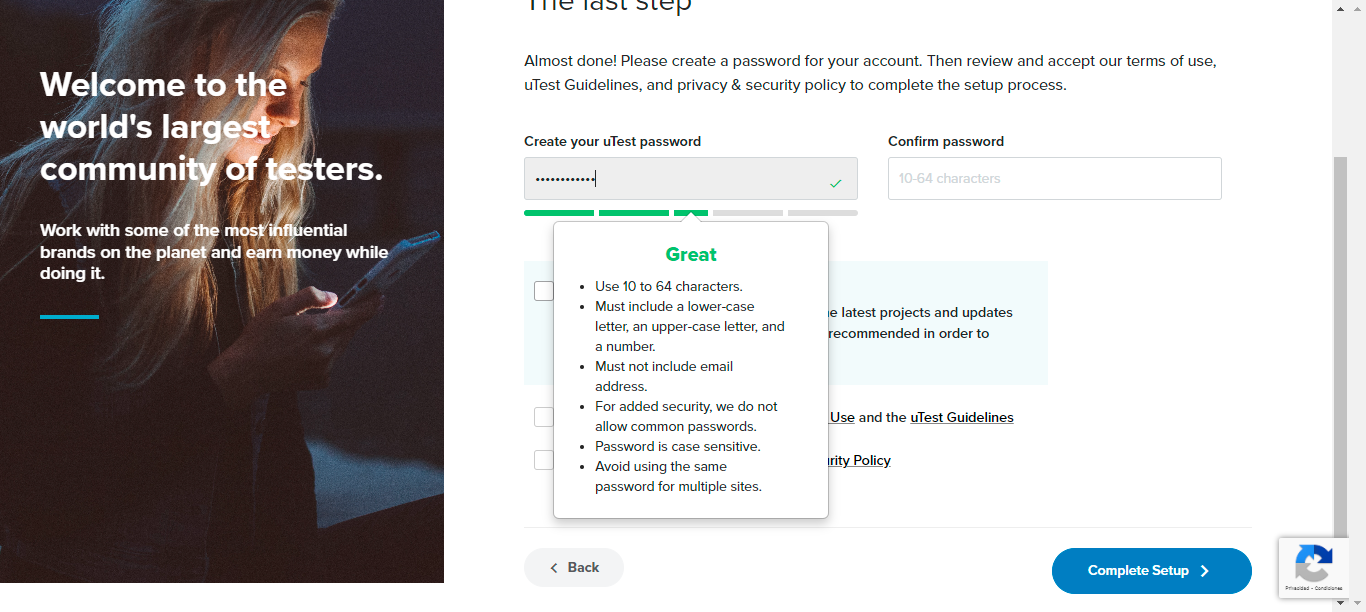 Welcome to the
world's largest
community of testers.
Work with some of the most influential
brands on the planet and earn money while
doing it.
The last step
Almost done! Please create a password for your account. Then review and accept our terms of use,
uTest Guidelines, and privacy & security policy to complete the setup process.
Create your uTest password
Confirm password
••••••••••••
10-64 characters
Great
• Use 10 to 64 characters.
• Must include a lower-case
letter, an upper-case letter, and
a number.
• Must not include email
address.
• For added security, we do not
allow common passwords.
• Password is case sensitive.
• Avoid using the same
password for multiple sites.
latest projects and updates
recommended in order to
Use and the uTest Guidelines
Policy
Back
Complete Setup
Privacidad - Condiciones